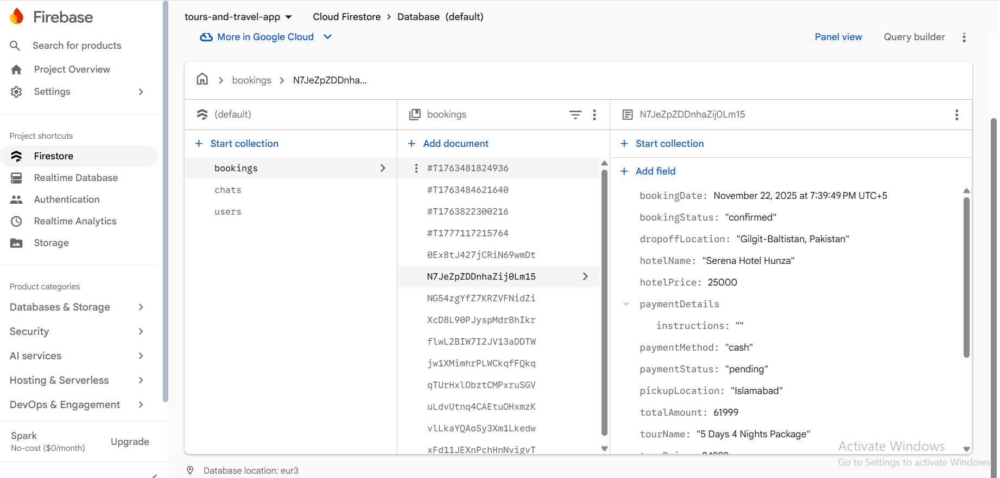 Firebase
Search for products
Project Overview
Settings
Project shortcuts
Firestore
Realtime Database
Authentication
Realtime Analytics
Storage
Product categories
Databases & Storage
Security
AI services
Hosting & Serverless
DevOps & Engagement
Spark
No-cost ($0/month)
Upgrade
tours-and-travel-app
Cloud Firestore > Database (default)
More in Google Cloud
Panel view
Query builder
bookings > N7JeZpZDDnha...
(default)
Start collection
bookings
chats
users
bookings
Add document
#T1763481824936
#T1763484621640
#T1763822300216
#T1777117215764
0Ex8tJ427jCRiN69wmDt
N7JeZpZDDnhaZij0Lm15
NG54zgYfZ7KRZVFNidZi
XcD8L90PJyspMdrBhIkr
flwL2BIW7I2JV13aDDTW
jw1XMimhrPLWCkqfFQkq
qTUrHxlObztCMPxruSGV
uLdvUtnq4CAEtuOHxmzK
vlLkaYQAoSy3Xm1Lkedw
xFd11JEXnPchHnNvigvT
N7JeZpZDDnhaZij0Lm15
Start collection
Add field
bookingDate: November 22, 2025 at 7:39:49 PM UTC+5
bookingStatus: "confirmed"
dropoffLocation: "Gilgit-Baltistan, Pakistan"
hotelName: "Serena Hotel Hunza"
hotelPrice: 25000
paymentDetails
instructions: ""
paymentMethod: "cash"
paymentStatus: "pending"
pickupLocation: "Islamabad"
totalAmount: 61999
tourName: "5 Days 4 Nights Package"
Activate Windows
Go to Settings to activate Windows.
Database location: eur3